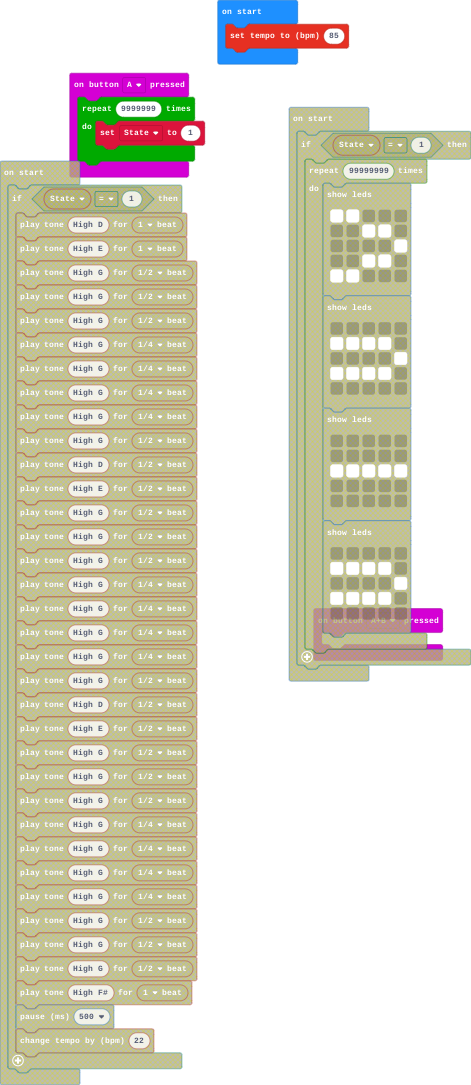 on start
set tempo to (bpm) 85
on button A pressed
repeat 9999999 times
do set State to 1
on start
if State = 1 then
play tone High D for 1 beat
play tone High E for 1 beat
play tone High G for 1/2 beat
play tone High G for 1/2 beat
play tone High G for 1/2 beat
play tone High G for 1/4 beat
play tone High G for 1/4 beat
play tone High G for 1/4 beat
play tone High G for 1/4 beat
play tone High G for 1/2 beat
play tone High D for 1/2 beat
play tone High E for 1/2 beat
play tone High G for 1/2 beat
play tone High G for 1/2 beat
play tone High G for 1/2 beat
play tone High G for 1/4 beat
play tone High G for 1/4 beat
play tone High G for 1/4 beat
play tone High G for 1/4 beat
play tone High G for 1/2 beat
play tone High D for 1/2 beat
play tone High E for 1/2 beat
play tone High G for 1/2 beat
play tone High G for 1/2 beat
play tone High G for 1/2 beat
play tone High G for 1/4 beat
play tone High G for 1/4 beat
play tone High G for 1/4 beat
play tone High G for 1/4 beat
play tone High G for 1/2 beat
play tone High G for 1/2 beat
play tone High G for 1/2 beat
play tone High F# for 1 beat
pause (ms) 500
change tempo by (bpm) 22
on start
if State = 1 then
repeat 99999999 times
do show leds
show leds
show leds
show leds
on button A+B pressed